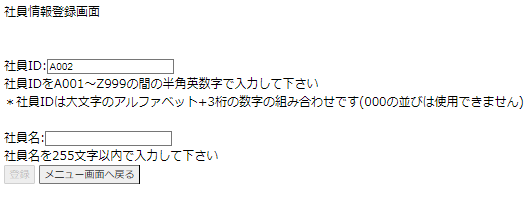 社員情報登録画面
社員ID:A002
社員IDをA001～Z999の間の半角英数字で入力して下さい
＊社員IDは大文字のアルファベット+3桁の数字の組み合わせです(000の並びは使用できません)
社員名:
社員名を255文字以内で入力して下さい
登録 メニュー画面へ戻る